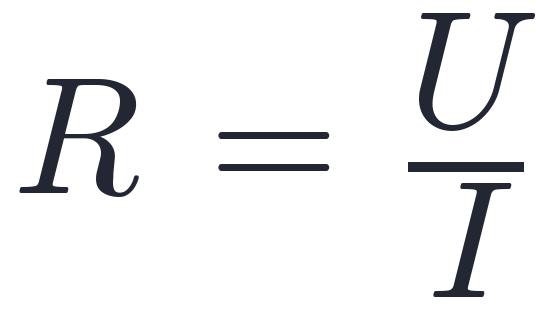 R = U/I